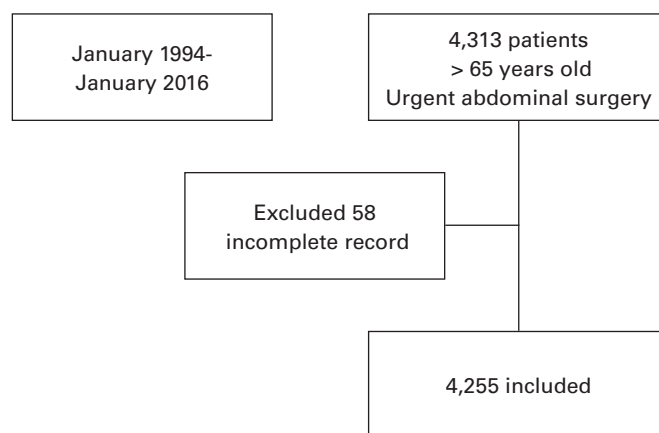 January 1994-
January 2016
4,313 patients
> 65 years old
Urgent abdominal surgery
Excluded 58
incomplete record
4,255 included